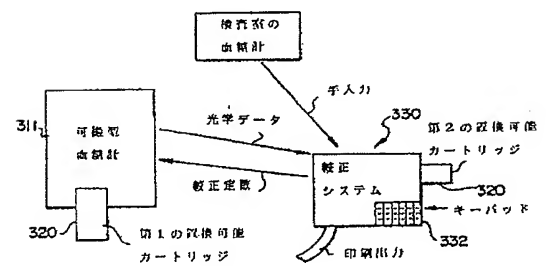 検査室の
血糖計
手入力
330
311
可搬型
血糖計
光学データ
較正定数
第2の置換可能
カートリッジ
較正
システム
320
キーパッド
332
320
第1の置換可能
カートリッジ
印刷出力